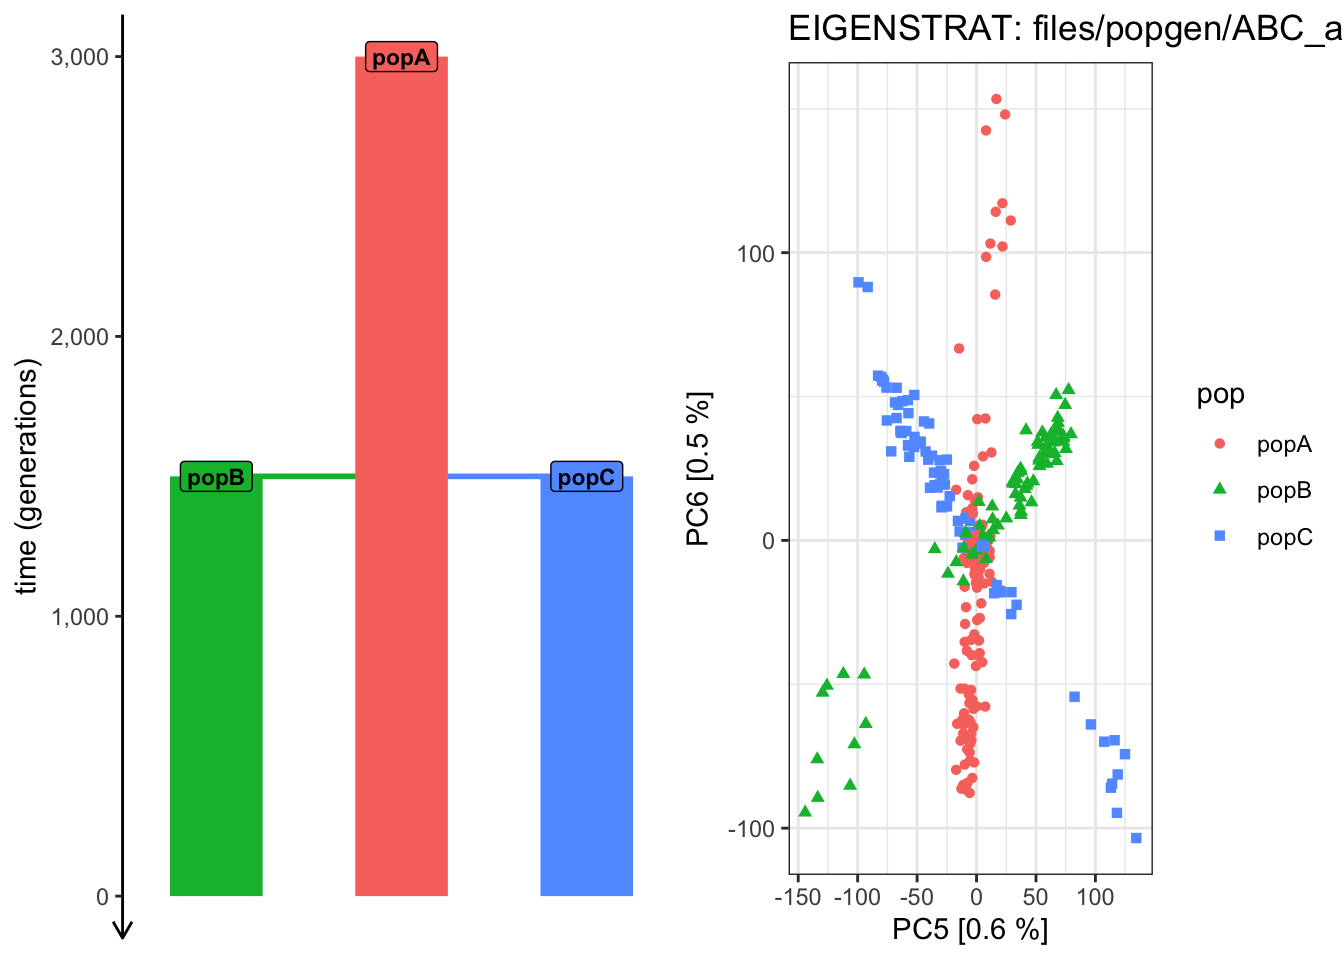 time (generations)
3,000
2,000
1,000
0
popA
popB
popC
EIGENSTRAT: files/popgen/ABC_a
PC6 [0.5 %]
100
0
-100
-150
-100
-50
0
50
100
PC5 [0.6 %]
pop
popA
popB
popC